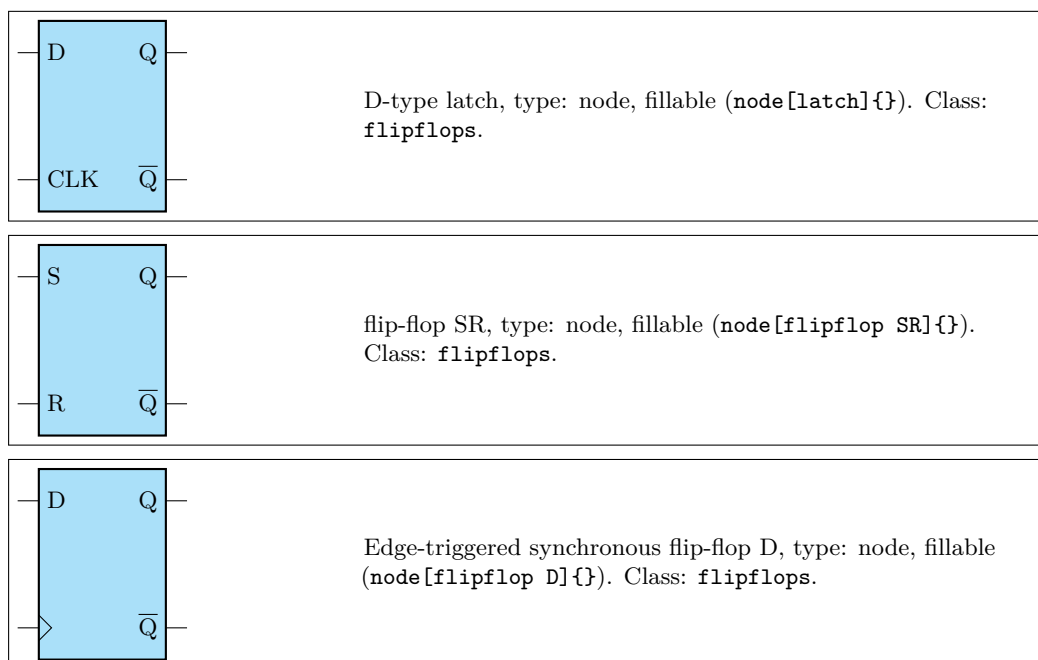 D Q
D-type latch, type: node, fillable (node[latch]{}). Class:
flipflops.
CLK Q̅
S Q
flip-flop SR, type: node, fillable (node[flipflop SR]{}).
Class: flipflops.
R Q̅
D Q
Edge-triggered synchronous flip-flop D, type: node, fillable
(node[flipflop D]{}). Class: flipflops.
Q̅